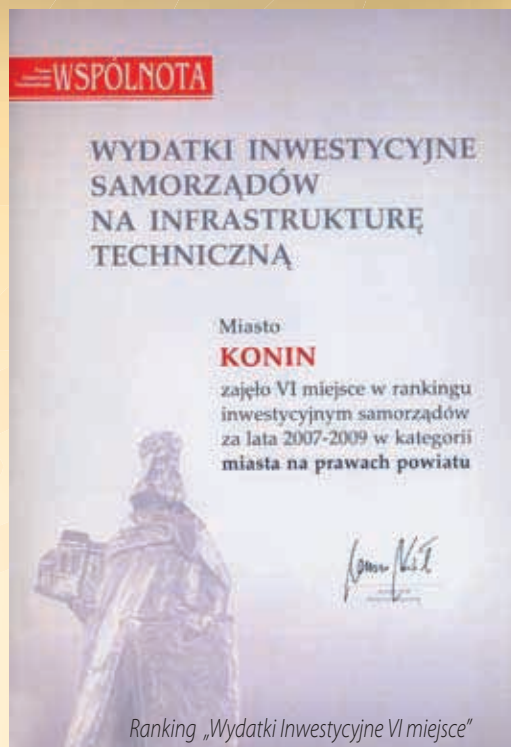 WSPÓLNOTA
WYDATKI INWESTYCYJNE
SAMORZĄDÓW
NA INFRASTRUKTURĘ
TECHNICZNĄ
Miasto
KONIN
zajęło VI miejsce w rankingu
inwestycyjnym samorządów
za lata 2007-2009 w kategorii
miasta na prawach powiatu
Ranking „Wydatki Inwestycyjne VI miejsce”